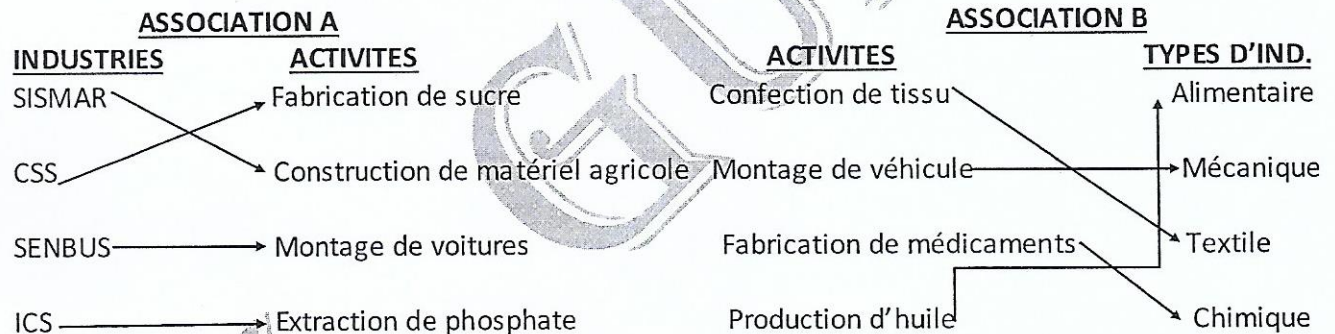 ASSOCIATION A
INDUSTRIES ACTIVITES
SISMAR Fabrication de sucre
CSS Construction de matériel agricole
SENBUS Montage de voitures
ICS Extraction de phosphate
ASSOCIATION B
ACTIVITES TYPES D'IND.
Confection de tissu Alimentaire
Montage de véhicule Mécanique
Fabrication de médicaments Textile
Production d'huile Chimique